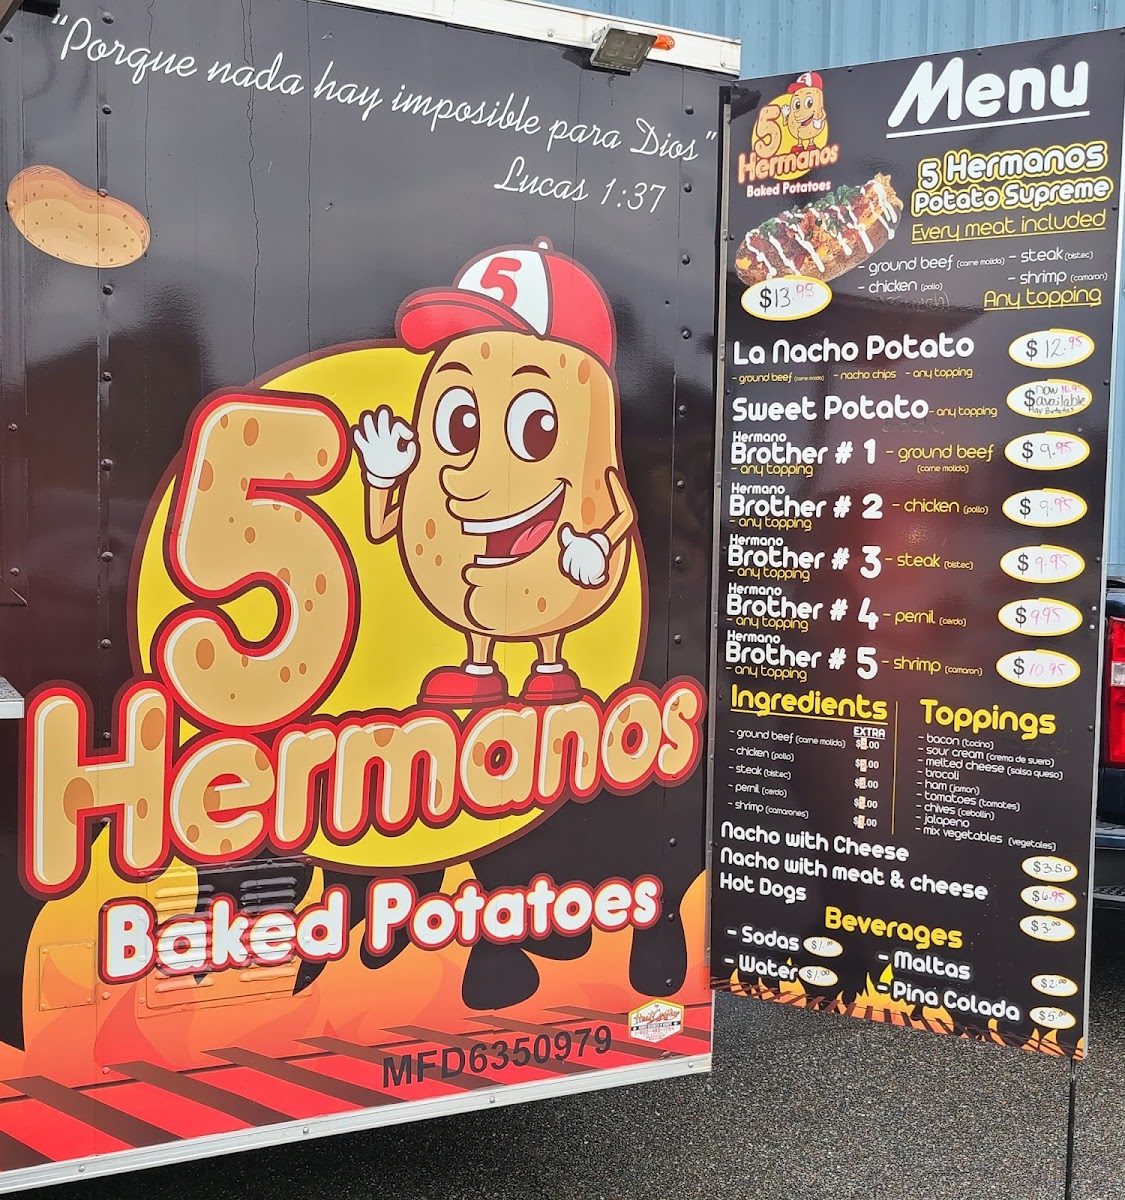 "Porque nada hay imposible para Dios"
Lucas 1:37
5
5
Hermanos
Baked Potatoes
MFD6350979
Menu
5
Hermanos
Baked Potatoes
5 Hermanos
Potato Supreme
Every meat included
- ground beef (carne molida) - steak (bistec)
- chicken (pollo) - shrimp (camaron)
$13.95 Any topping
La Nacho Potato $12.95
- ground beef (carne molida) - nacho chips - any topping
Sweet Potato - any topping $ now available
Hermano
Brother # 1 - ground beef $9.95
- any topping (carne molida)
Hermano
Brother # 2 - chicken (pollo) $9.95
- any topping
Hermano
Brother # 3 - steak (bistec) $9.95
- any topping
Hermano
Brother # 4 - pernil (cerdo) $9.95
- any topping
Hermano
Brother # 5 - shrimp (camaron) $10.95
- any topping
Ingredients
EXTRA
- ground beef (carne molida)
- chicken (pollo)
- steak (bistec)
- pernil (cerdo)
- shrimp (camarones)
Toppings
- bacon (tocino)
- sour cream (crema de suero)
- melted cheese (salsa queso)
- brocoli
- ham (jamon)
- tomatoes (tomates)
- chives (cebollin)
- jalapeno
- mix vegetables (vegetales)
Nacho with Cheese $3.50
Nacho with meat & cheese $6.95
Hot Dogs $3.00
Beverages
- Sodas $1.00
- Water $1.00
- Maltas $2.00
- Pina Colada $5.00